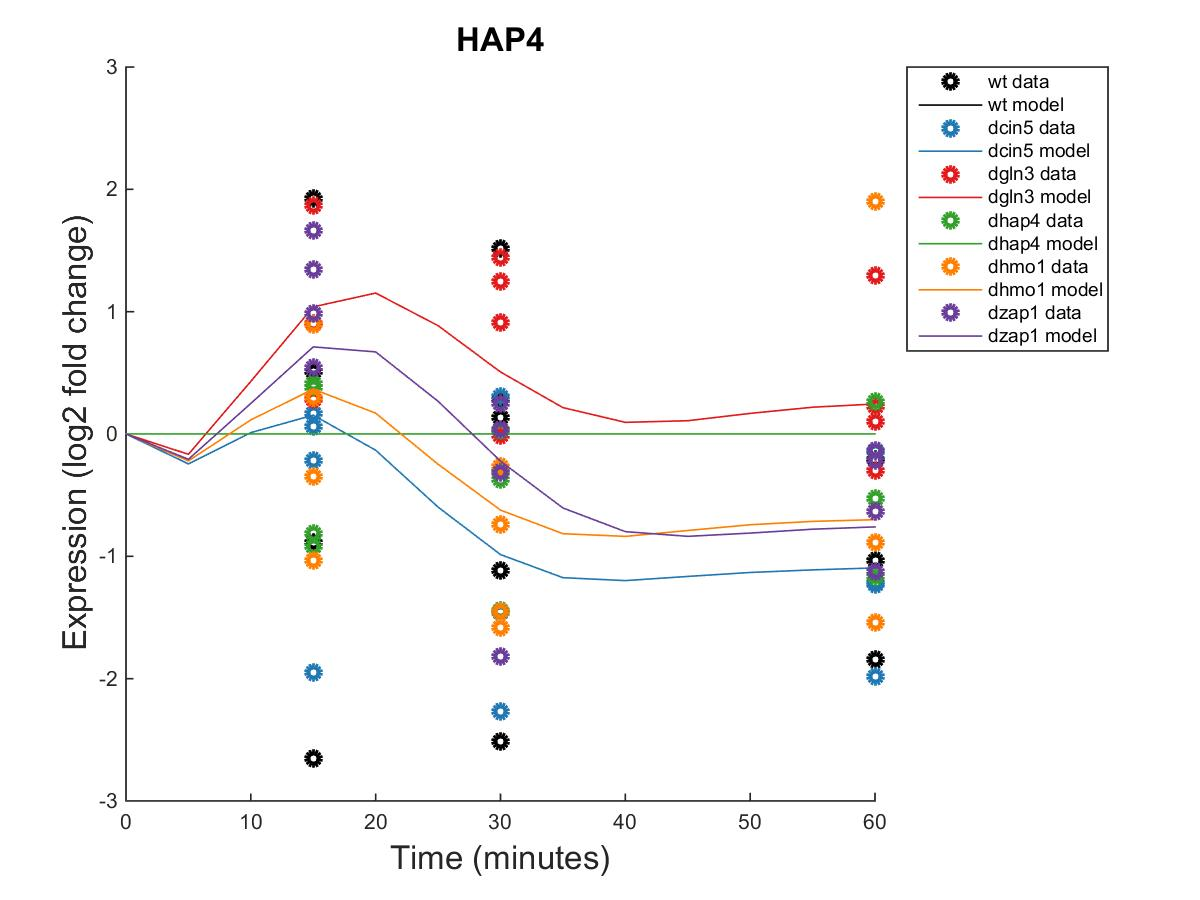 HAP4
3
2
1
0
-1
-2
-3
Expression (log2 fold change)
0 10 20 30 40 50 60
Time (minutes)
wt data
wt model
dcin5 data
dcin5 model
dgln3 data
dgln3 model
dhap4 data
dhap4 model
dhmo1 data
dhmo1 model
dzap1 data
dzap1 model